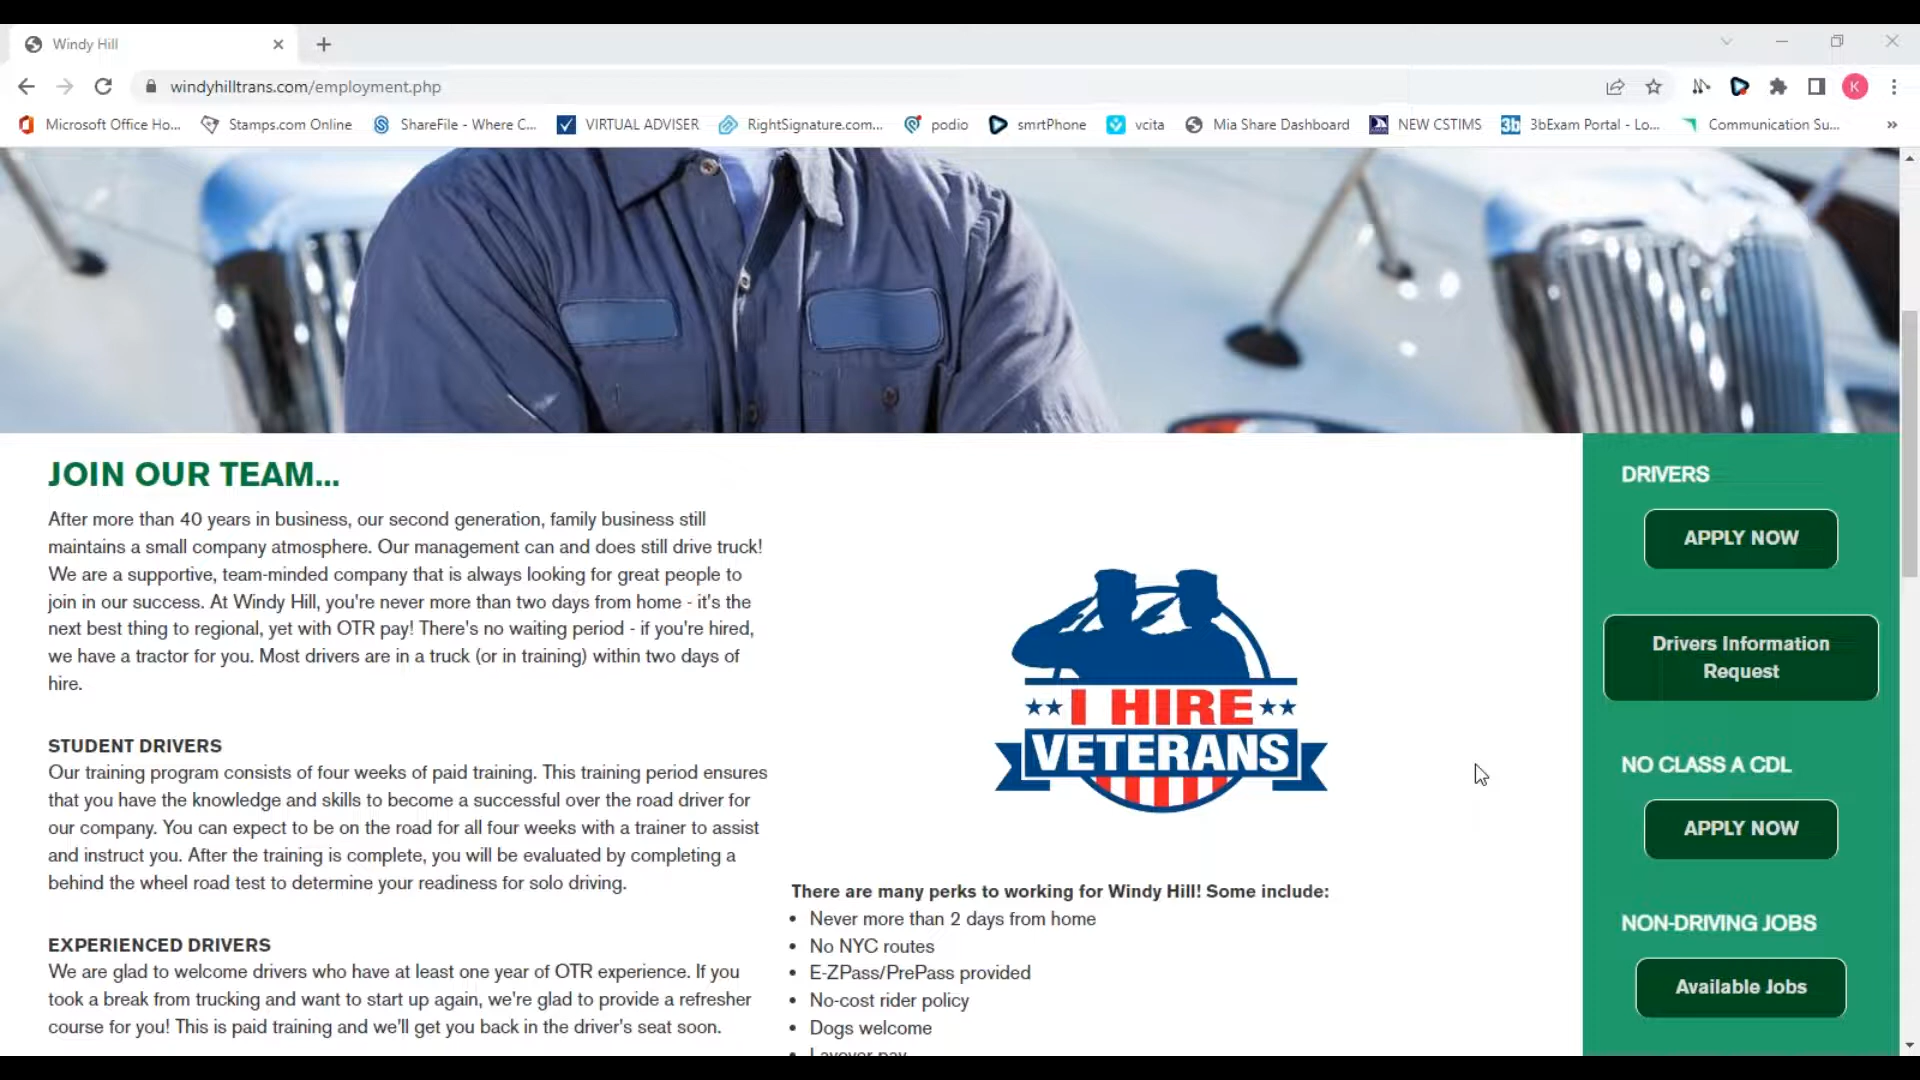 Windy Hill
windyhilltrans.com/employment.php
K
Microsoft Office Ho...
Stamps.com Online
ShareFile - Where C...
VIRTUAL ADVISER
RightSignature.com...
podio
smrtPhone
vcita
Mia Share Dashboard
NEW CSTIMS
3b
3bExam Portal - Lo...
Communication Su...
JOIN OUR TEAM...
After more than 40 years in business, our second generation, family business still
maintains a small company atmosphere. Our management can and does still drive truck!
We are a supportive, team-minded company that is always looking for great people to
join in our success. At Windy Hill, you're never more than two days from home - it's the
next best thing to regional, yet with OTR pay! There's no waiting period - if you're hired,
we have a tractor for you. Most drivers are in a truck (or in training) within two days of
hire.
STUDENT DRIVERS
Our training program consists of four weeks of paid training. This training period ensures
that you have the knowledge and skills to become a successful over the road driver for
our company. You can expect to be on the road for all four weeks with a trainer to assist
and instruct you. After the training is complete, you will be evaluated by completing a
behind the wheel road test to determine your readiness for solo driving.
EXPERIENCED DRIVERS
We are glad to welcome drivers who have at least one year of OTR experience. If you
took a break from trucking and want to start up again, we're glad to provide a refresher
course for you! This is paid training and we'll get you back in the driver's seat soon.
I HIRE
VETERANS
There are many perks to working for Windy Hill! Some include:
• Never more than 2 days from home
• No NYC routes
• E-ZPass/PrePass provided
• No-cost rider policy
• Dogs welcome
• Layover pay
DRIVERS
APPLY NOW
Drivers Information
Request
NO CLASS A CDL
APPLY NOW
NON-DRIVING JOBS
Available Jobs